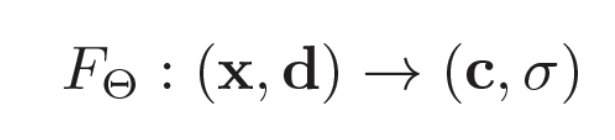 F_Θ : (𝐱, 𝐝) → (𝐜, σ)